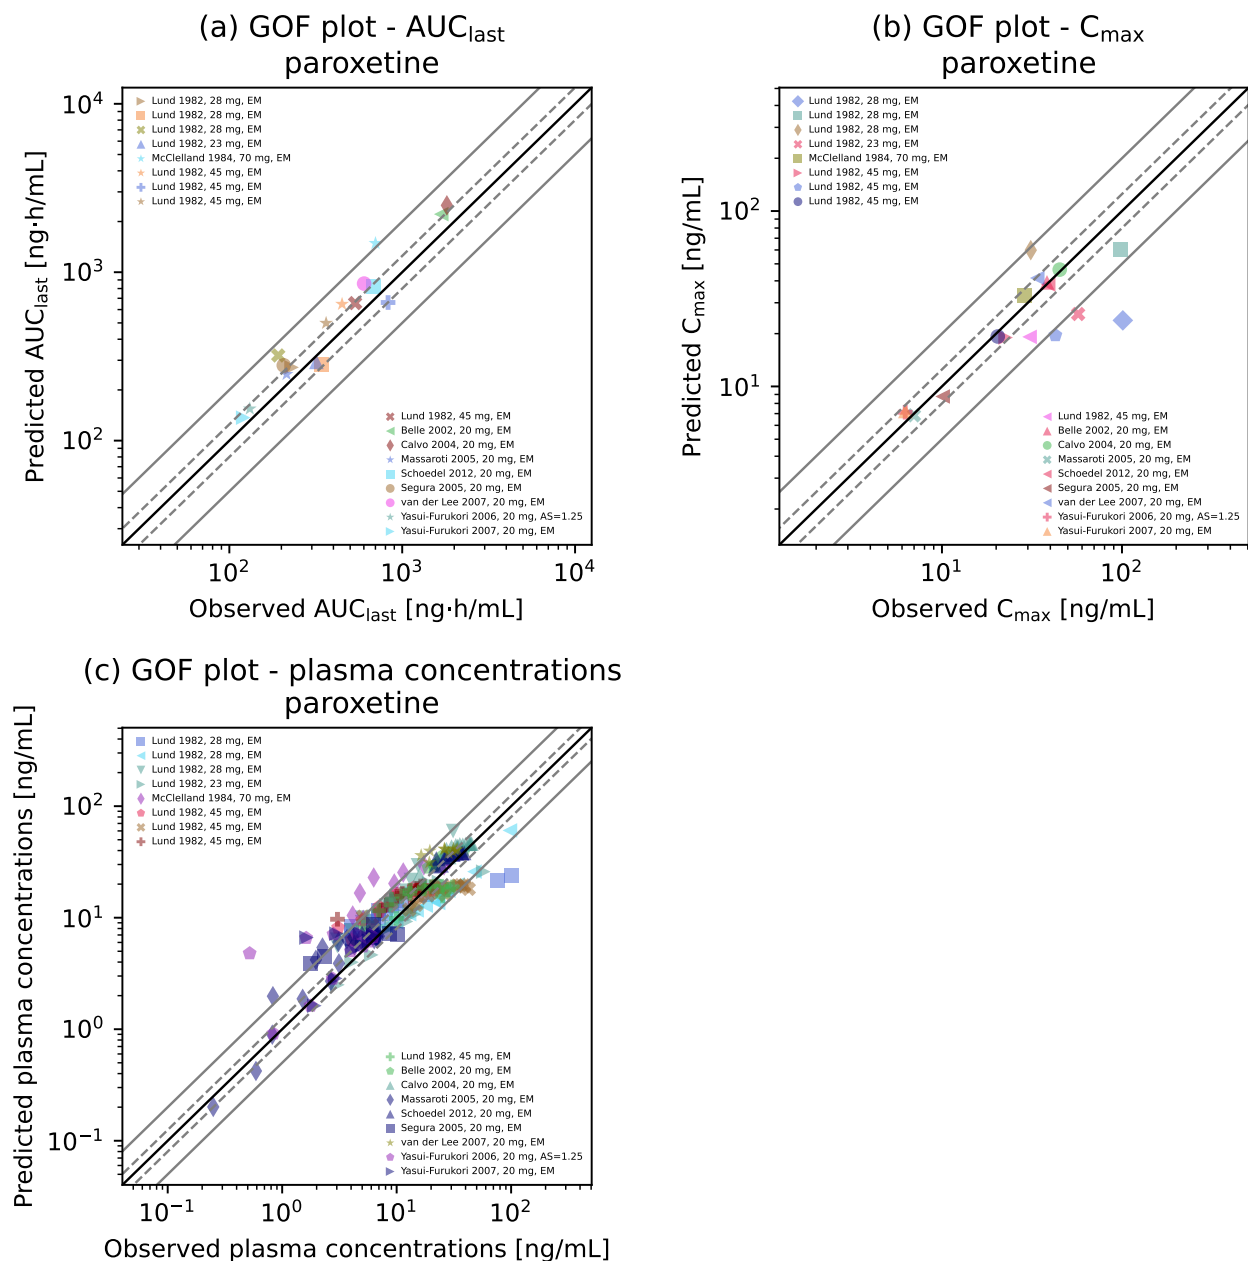 (a) GOF plot - AUC_last
paroxetine
10^4
10^3
10^2
Predicted AUC_last [ng·h/mL]
Lund 1982, 28 mg, EM
Lund 1982, 28 mg, EM
Lund 1982, 28 mg, EM
Lund 1982, 23 mg, EM
McClelland 1984, 70 mg, EM
Lund 1982, 45 mg, EM
Lund 1982, 45 mg, EM
Lund 1982, 45 mg, EM
Lund 1982, 45 mg, EM
Belle 2002, 20 mg, EM
Calvo 2004, 20 mg, EM
Massaroti 2005, 20 mg, EM
Schoedel 2012, 20 mg, EM
Segura 2005, 20 mg, EM
van der Lee 2007, 20 mg, EM
Yasui-Furukori 2006, 20 mg, AS=1.25
Yasui-Furukori 2007, 20 mg, EM
10^2 10^3 10^4
Observed AUC_last [ng·h/mL]
(b) GOF plot - C_max
paroxetine
10^2
10^1
Predicted C_max [ng/mL]
Lund 1982, 28 mg, EM
Lund 1982, 28 mg, EM
Lund 1982, 28 mg, EM
Lund 1982, 23 mg, EM
McClelland 1984, 70 mg, EM
Lund 1982, 45 mg, EM
Lund 1982, 45 mg, EM
Lund 1982, 45 mg, EM
Lund 1982, 45 mg, EM
Belle 2002, 20 mg, EM
Calvo 2004, 20 mg, EM
Massaroti 2005, 20 mg, EM
Schoedel 2012, 20 mg, EM
Segura 2005, 20 mg, EM
van der Lee 2007, 20 mg, EM
Yasui-Furukori 2006, 20 mg, AS=1.25
Yasui-Furukori 2007, 20 mg, EM
10^1 10^2
Observed C_max [ng/mL]
(c) GOF plot - plasma concentrations
paroxetine
10^2
10^1
10^0
10^−1
Predicted plasma concentrations [ng/mL]
Lund 1982, 28 mg, EM
Lund 1982, 28 mg, EM
Lund 1982, 28 mg, EM
Lund 1982, 23 mg, EM
McClelland 1984, 70 mg, EM
Lund 1982, 45 mg, EM
Lund 1982, 45 mg, EM
Lund 1982, 45 mg, EM
Lund 1982, 45 mg, EM
Belle 2002, 20 mg, EM
Calvo 2004, 20 mg, EM
Massaroti 2005, 20 mg, EM
Schoedel 2012, 20 mg, EM
Segura 2005, 20 mg, EM
van der Lee 2007, 20 mg, EM
Yasui-Furukori 2006, 20 mg, AS=1.25
Yasui-Furukori 2007, 20 mg, EM
10^−1 10^0 10^1 10^2
Observed plasma concentrations [ng/mL]